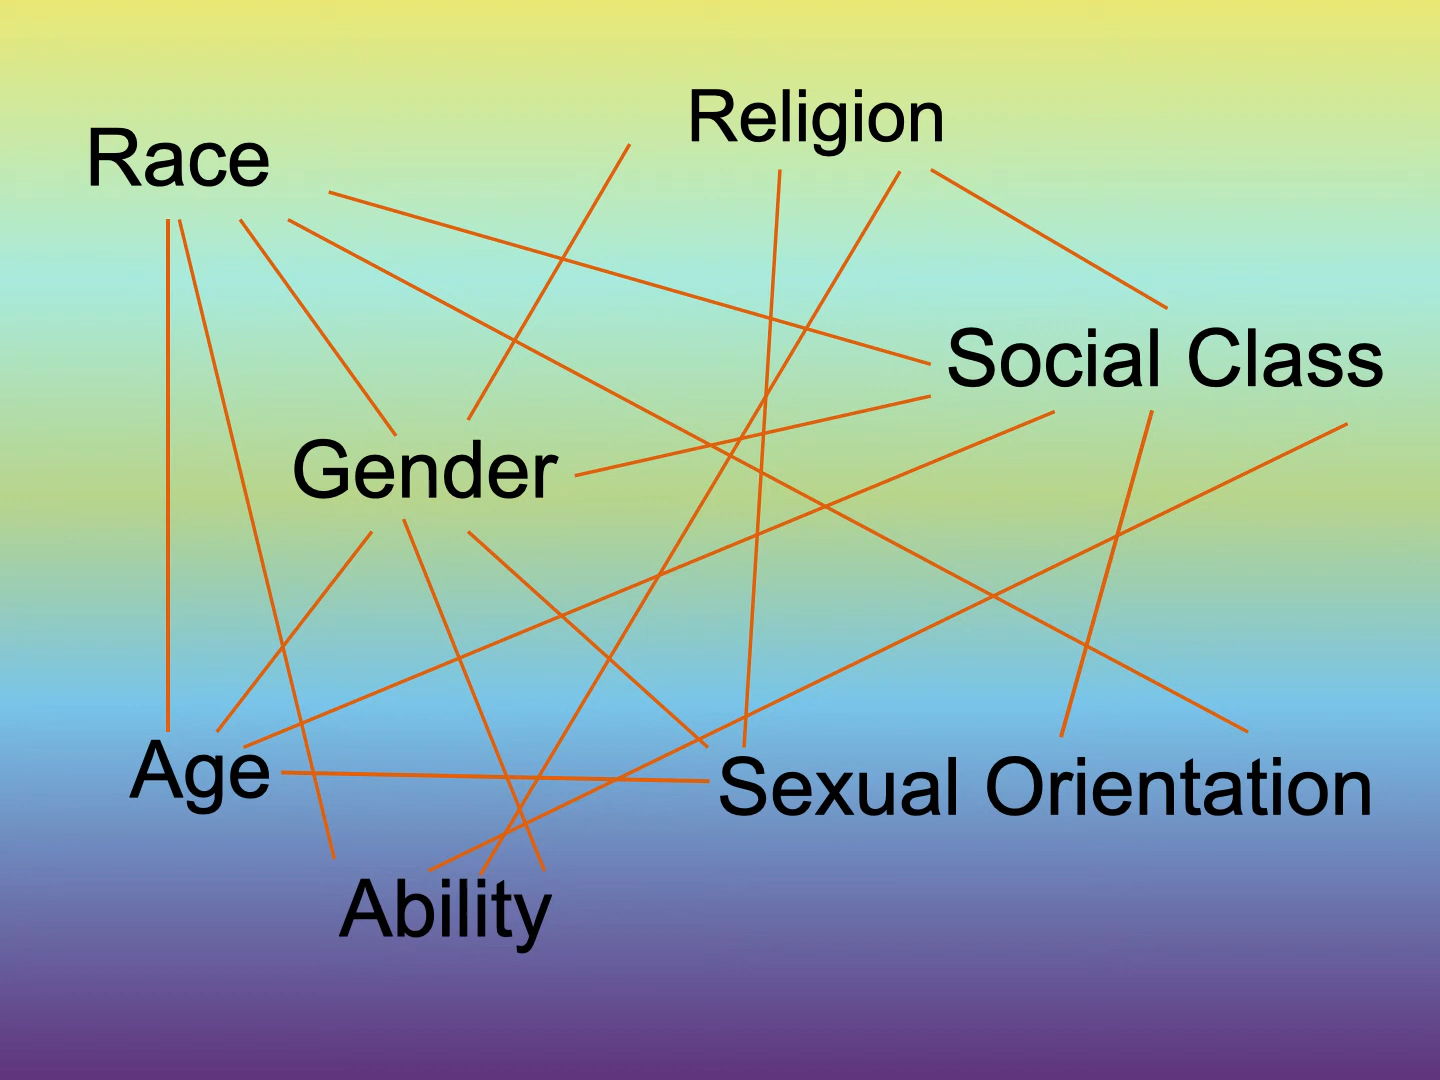 Religion
Race
Social Class
Gender
Age
Sexual Orientation
Ability